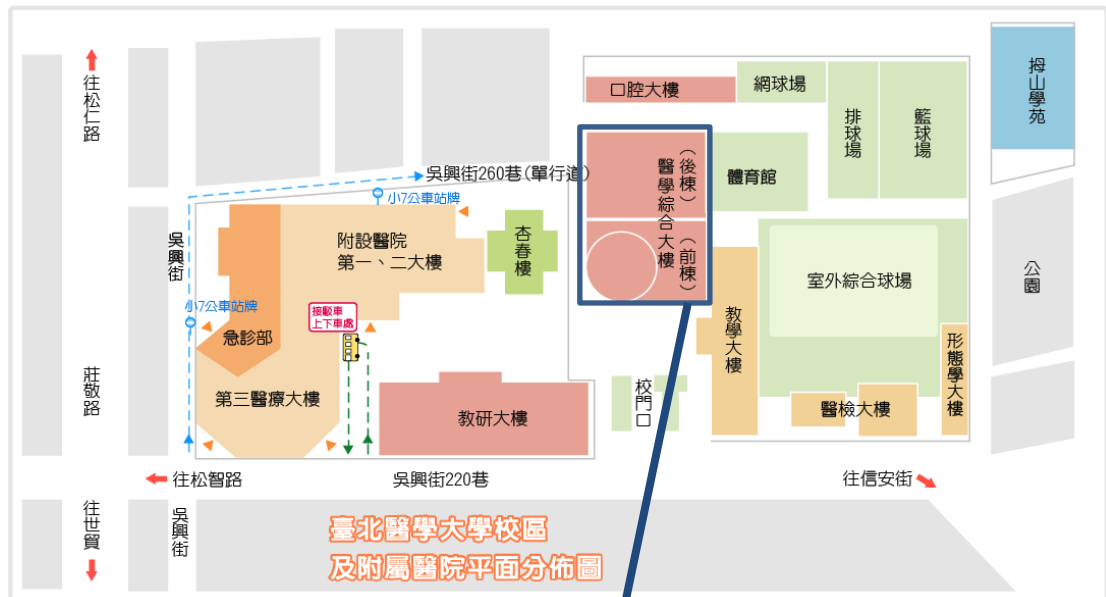 往松仁路
口腔大樓
網球場
排球場
籃球場
拇山學苑
吳興街260巷(單行道)
小7公車站牌
(後棟)
醫學綜合大樓
(前棟)
體育館
吳興街
附設醫院
第一、二大樓
杏春樓
室外綜合球場
公園
小7公車站牌
接駁車
上下車處
急診部
教學大樓
形態學大樓
莊敬路
第三醫療大樓
教研大樓
校門口
醫檢大樓
往松智路
吳興街220巷
往信安街
往世貿
吳興街
臺北醫學大學校區
及附屬醫院平面分佈圖